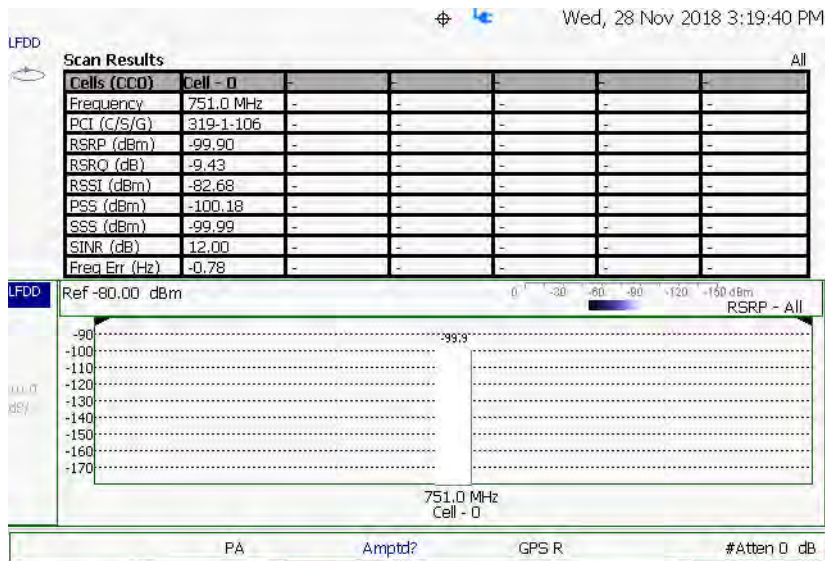 Wed, 28 Nov 2018 3:19:40 PM
LFDD
Scan Results All
Cells (CC0) Cell - 0 - - - - -
Frequency 751.0 MHz - - - - -
PCI (C/S/G) 319-1-106 - - - - -
RSRP (dBm) -99.90 - - - - -
RSRQ (dB) -9.43 - - - - -
RSSI (dBm) -82.68 - - - - -
PSS (dBm) -100.18 - - - - -
SSS (dBm) -99.99 - - - - -
SINR (dB) 12.00 - - - - -
Freq Err (Hz) -0.78 - - - - -
LFDD
Ref -80.00 dBm
0 -30 -60 -90 -120 -150 dBm
RSRP - All
-99.9
-90
-100
-110
-120
-130
-140
-150
-160
-170
dB/
751.0 MHz
Cell - 0
PA Amptd? GPS R #Atten 0 dB